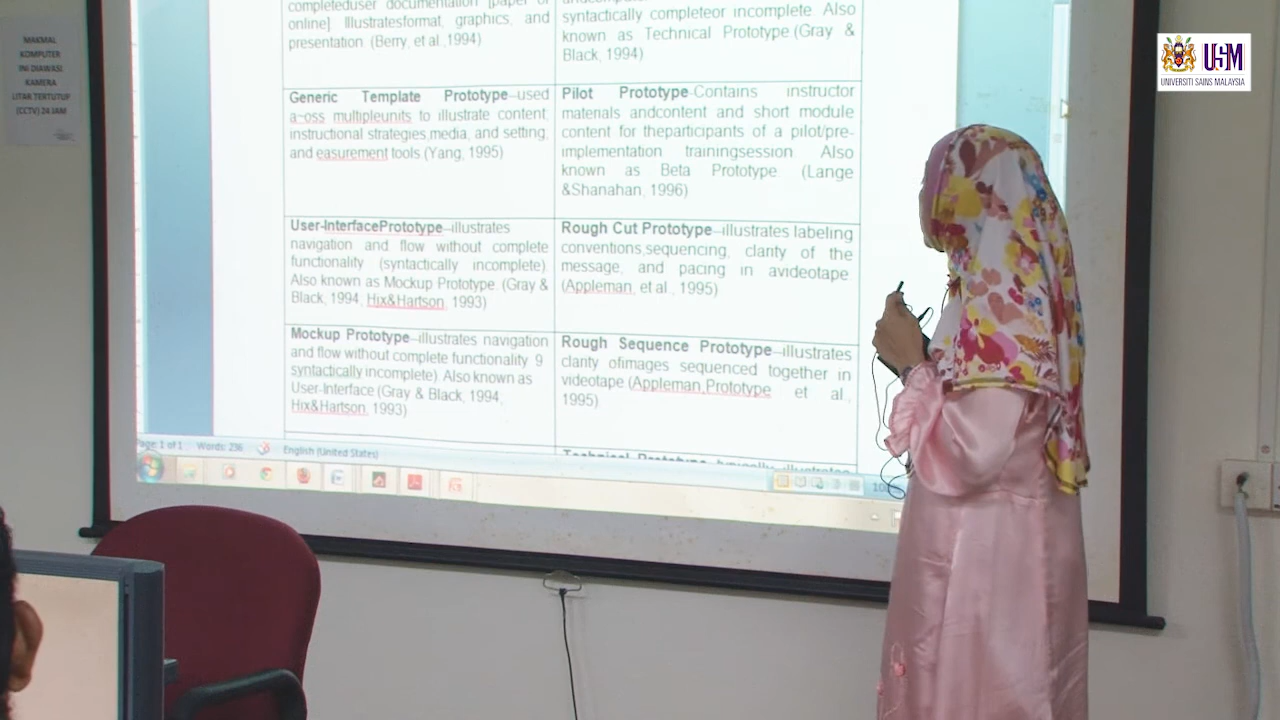 MAKMAL
KOMPUTER
INI DIAWASI
KAMERA
LITAR TERTUTUP
(CCTV) 24 JAM
completeduser documentation [paper or
online]. Illustratesformat, graphics, and
presentation. (Berry, et al.,1994)
syntactically completeor incomplete. Also
known as Technical Prototype.(Gray &
Black, 1994)
Generic Template Prototype–used
multipleunits to illustrate content,
instructional strategies,media, and setting,
and easurement tools.(Yang, 1995)
Pilot Prototype-Contains instructor
materials andcontent and short module
content for theparticipants of a pilot/pre-
implementation trainingsession. Also
known as Beta Prototype. (Lange
&Shanahan, 1996)
User-InterfacePrototype–illustrates
navigation and flow without complete
functionality (syntactically incomplete).
Also known as Mockup Prototype. (Gray &
Black, 1994, Hix&Hartson, 1993)
Rough Cut Prototype–illustrates labeling
conventions,sequencing, clarity of the
message, and pacing in avideotape.
(Appleman, et al., 1995)
Mockup Prototype–illustrates navigation
and flow without complete functionality 9
syntactically incomplete). Also known as
User-Interface (Gray & Black, 1994,
Hix&Hartson, 1993)
Rough Sequence Prototype–illustrates
clarity ofimages sequenced together in
videotape (Appleman,Prototype et al.,
1995)
Technical Prototype–typically illustrates
Page: 1 of 1 Words: 236 English (United States)
USM
UNIVERSITI SAINS MALAYSIA